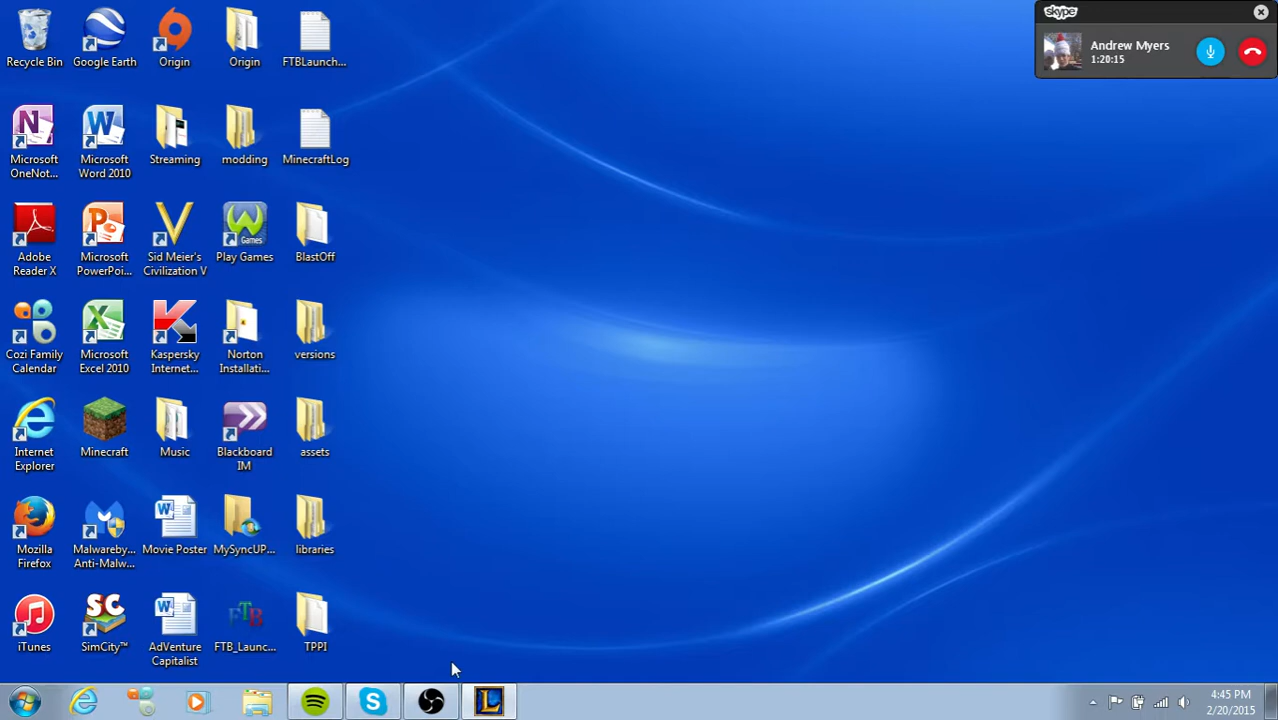 skype
Andrew Myers
1:20:15
Recycle Bin
Google Earth
Origin
Origin
FTBLaunch...
Microsoft
OneNot...
Microsoft
Word 2010
Streaming
modding
MinecraftLog
Adobe
Reader X
Microsoft
PowerPoi...
Sid Meier's
Civilization V
Games
Play Games
BlastOff
Cozi Family
Calendar
Microsoft
Excel 2010
Kaspersky
Internet...
Norton
Installati...
versions
Internet
Explorer
Minecraft
Music
Blackboard
IM
assets
Mozilla
Firefox
Malwareby...
Anti-Malw...
Movie Poster
MySyncUP...
libraries
iTunes
SC
SimCity™
AdVenture
Capitalist
FTB
FTB_Launc...
TPPI
4:45 PM
2/20/2015